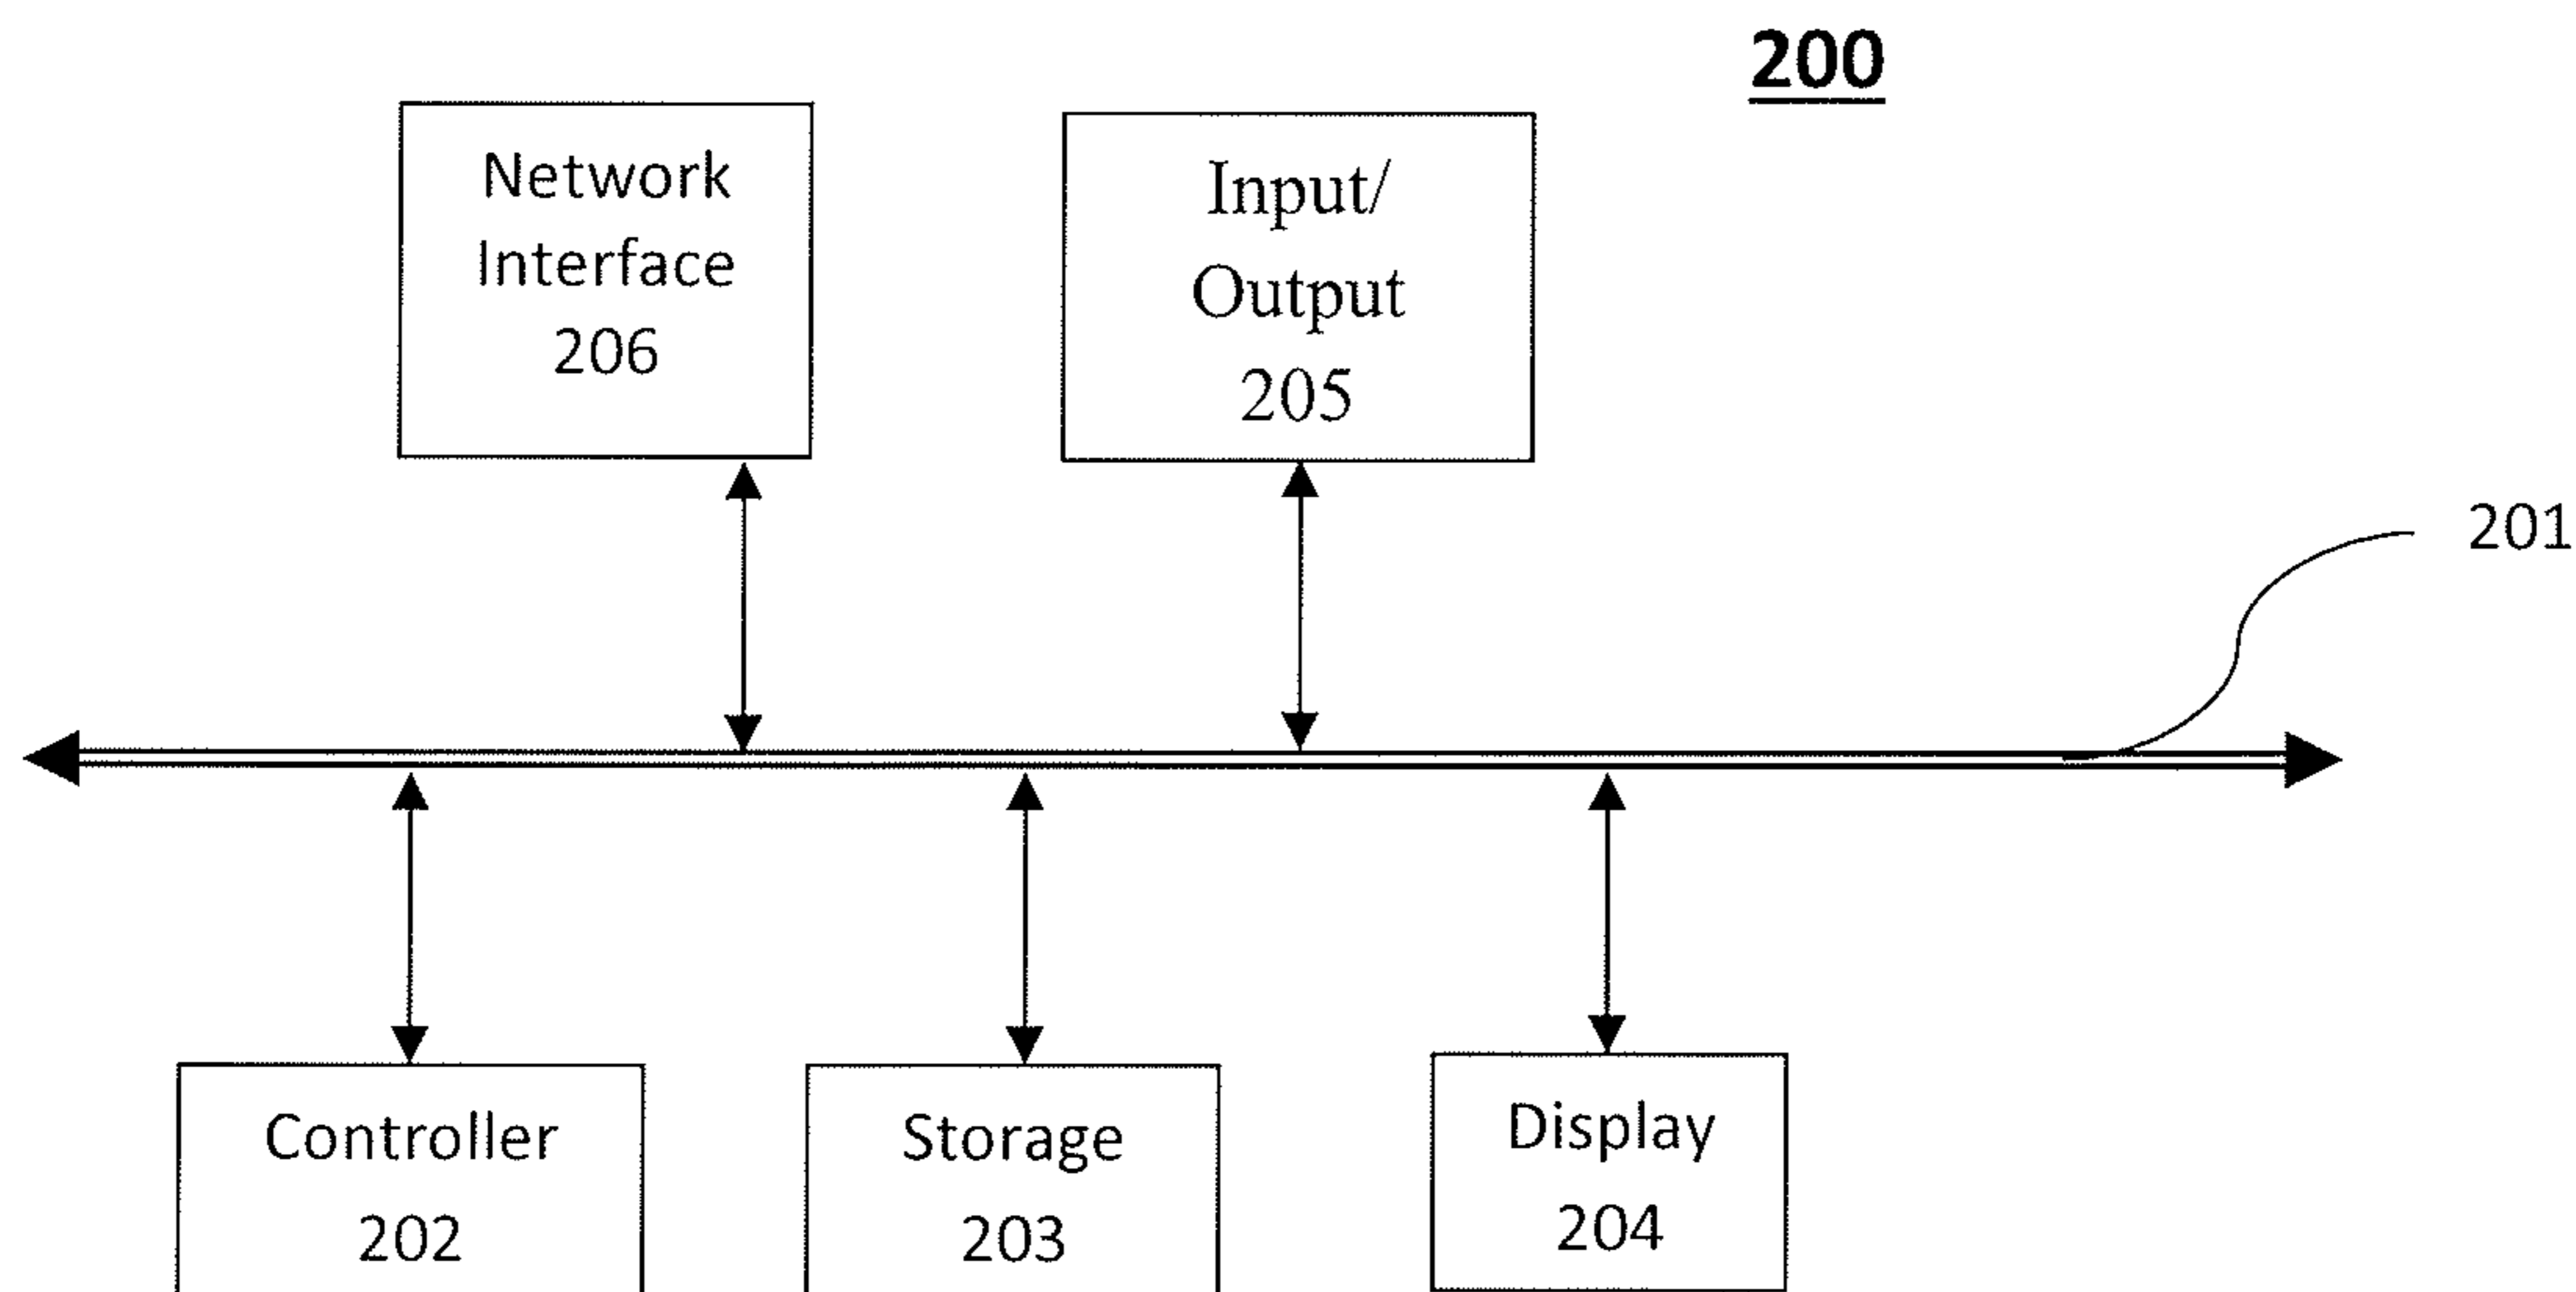 200
Network
Interface
206
Input/
Output
205
201
Controller
202
Storage
203
Display
204